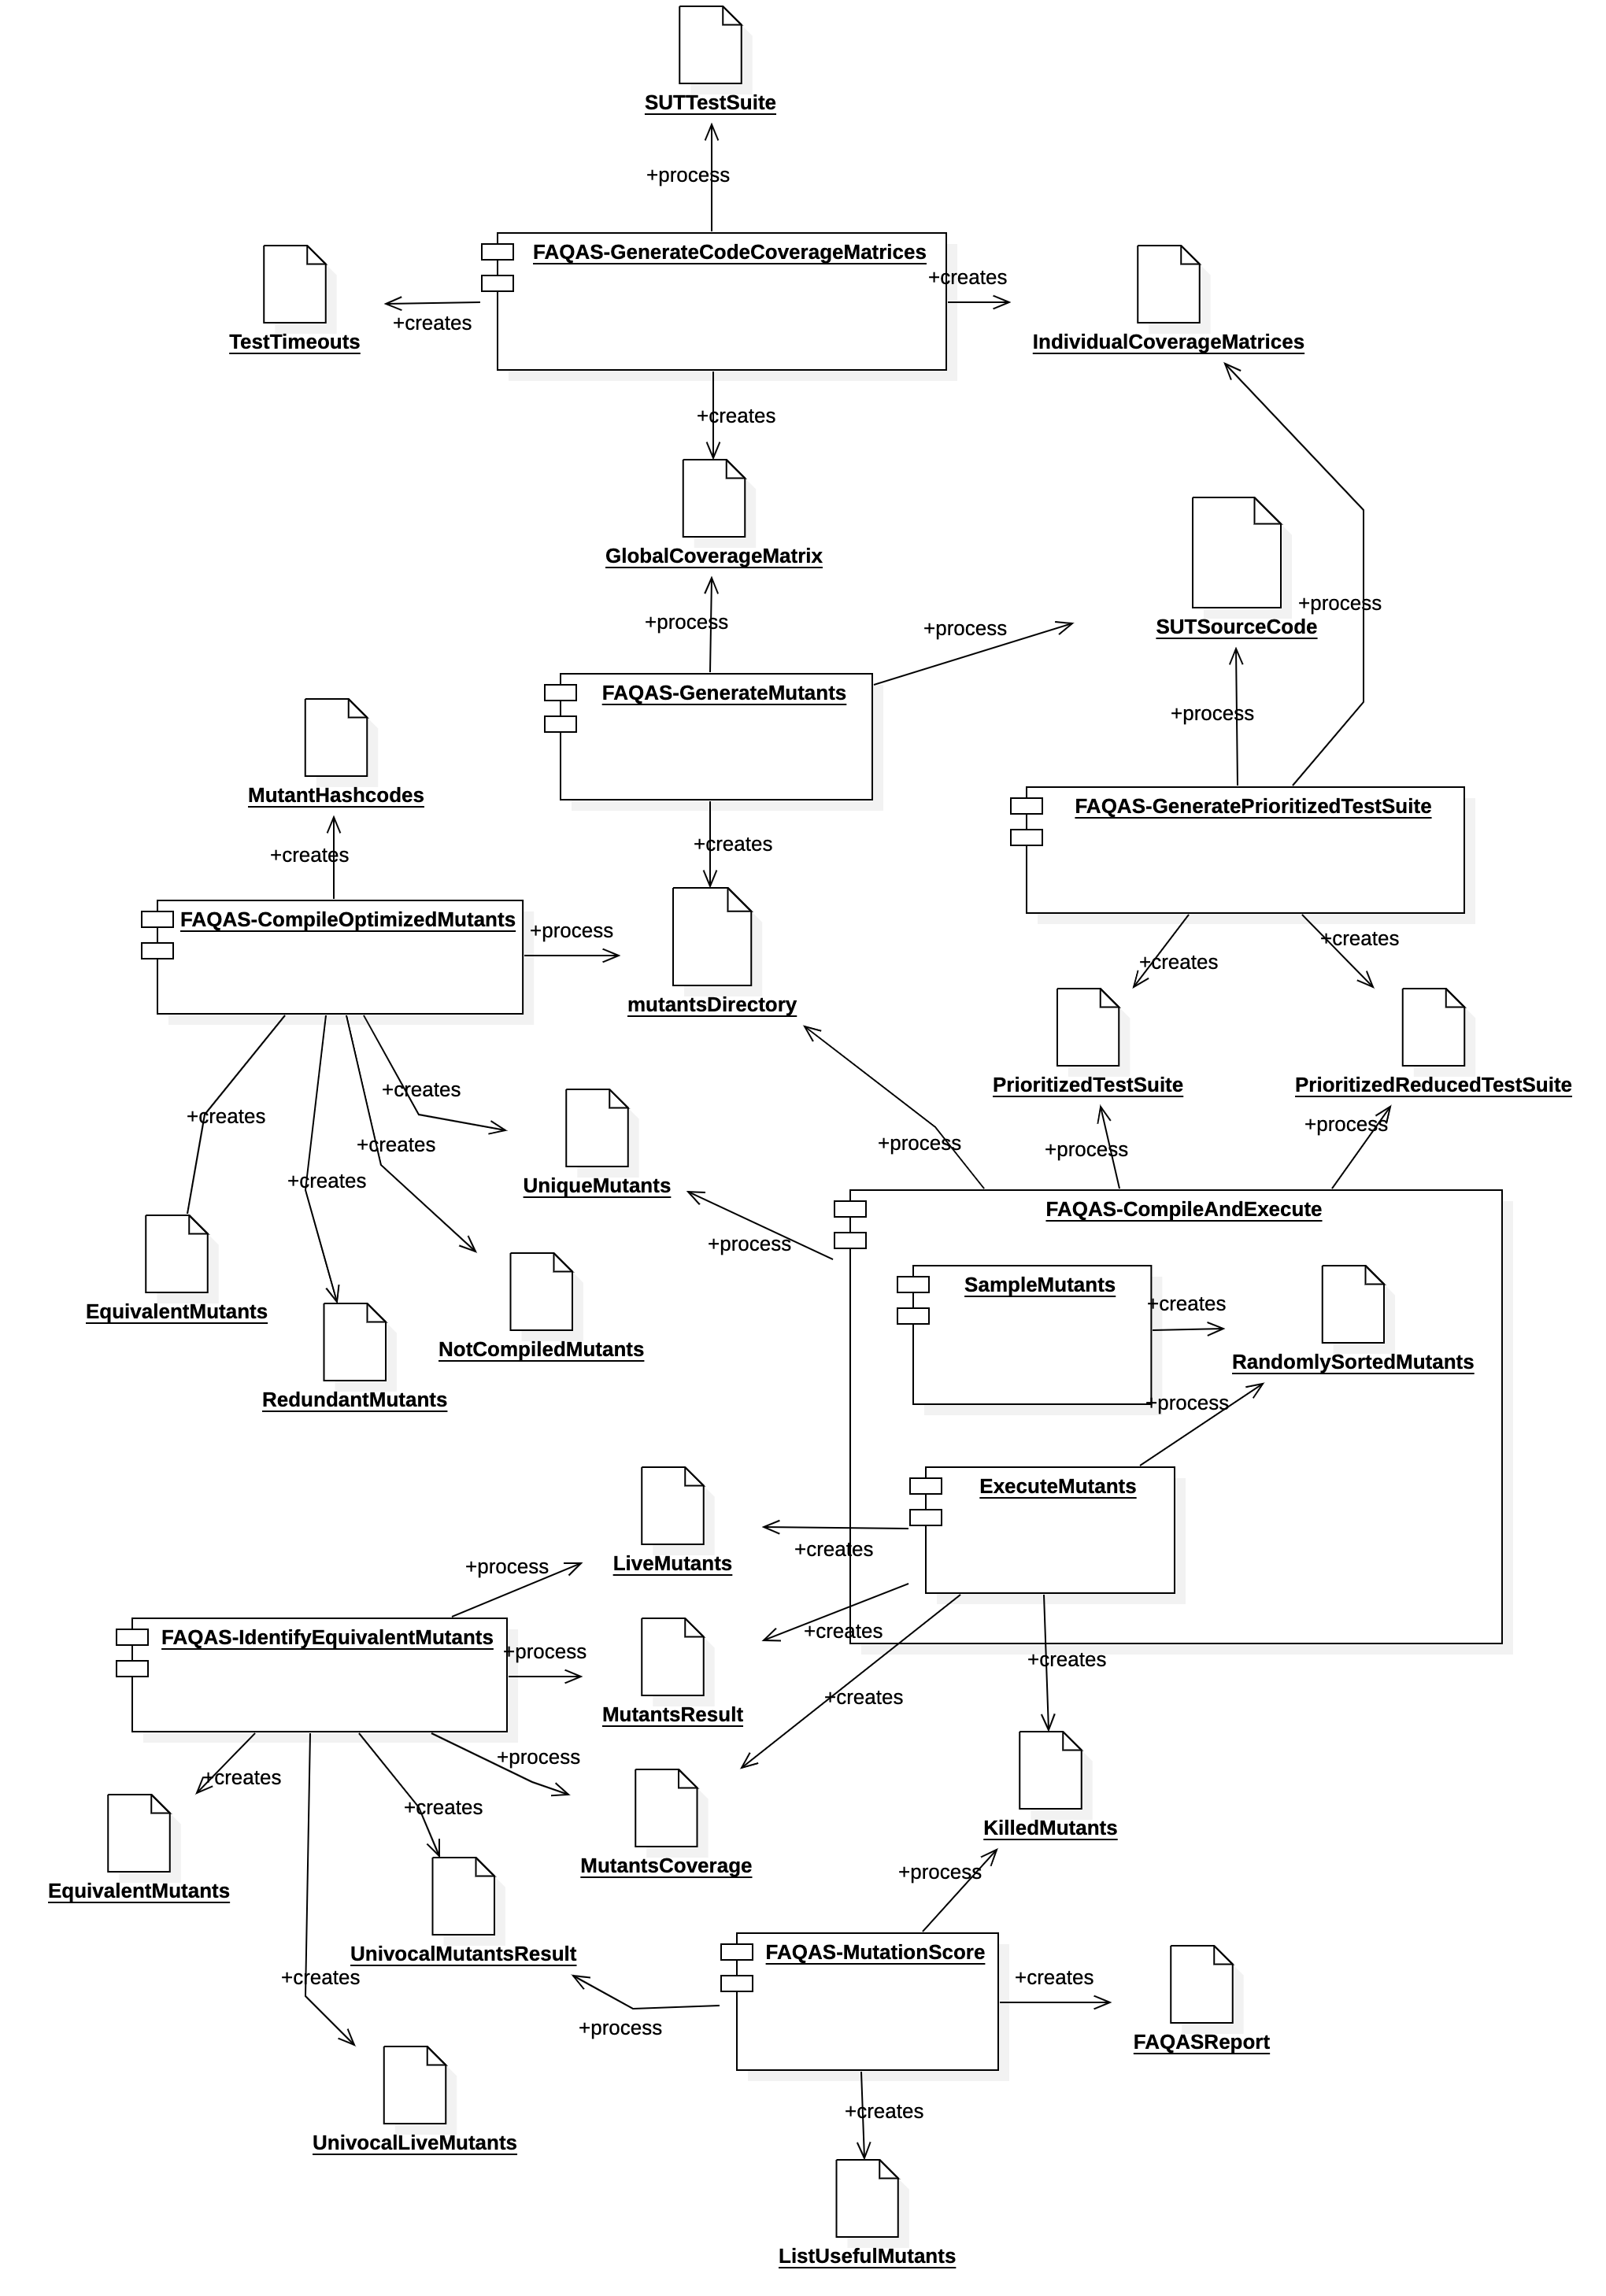 SUTTestSuite
+process
FAQAS-GenerateCodeCoverageMatrices
+creates
+creates
TestTimeouts
IndividualCoverageMatrices
+creates
GlobalCoverageMatrix
+process
+process
+process
SUTSourceCode
FAQAS-GenerateMutants
+process
MutantHashcodes
FAQAS-GeneratePrioritizedTestSuite
+creates
+creates
FAQAS-CompileOptimizedMutants
+process
+creates
+creates
mutantsDirectory
PrioritizedTestSuite
PrioritizedReducedTestSuite
+creates
+creates
+process
+creates
+process
+process
+creates
UniqueMutants
FAQAS-CompileAndExecute
+process
SampleMutants
+creates
EquivalentMutants
NotCompiledMutants
RandomlySortedMutants
RedundantMutants
+process
ExecuteMutants
+creates
+process
LiveMutants
+creates
FAQAS-IdentifyEquivalentMutants
+process
+creates
+creates
MutantsResult
+process
+creates
+creates
KilledMutants
MutantsCoverage
+process
EquivalentMutants
UnivocalMutantsResult
FAQAS-MutationScore
+creates
+creates
+process
FAQASReport
+creates
UnivocalLiveMutants
ListUsefulMutants